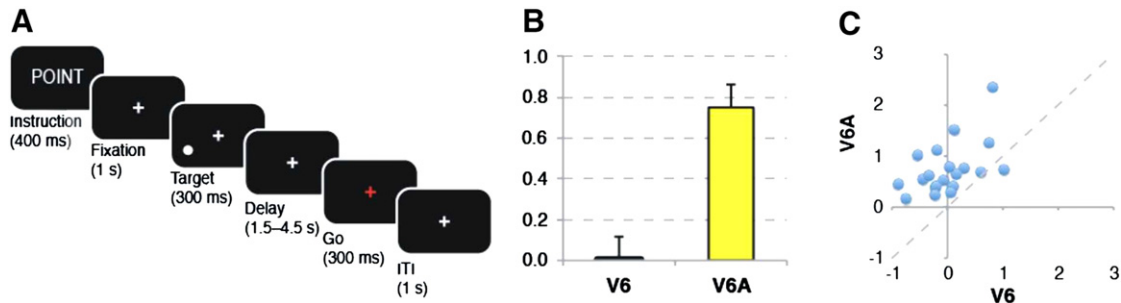 A
POINT
Instruction
(400 ms)
Fixation
(1 s)
Target
(300 ms)
Delay
(1.5–4.5 s)
Go
(300 ms)
ITI
(1 s)
B
1.0
0.8
0.6
0.4
0.2
0.0
V6
V6A
C
V6A
3
2
1
0
-1
-1
0
1
2
3
V6